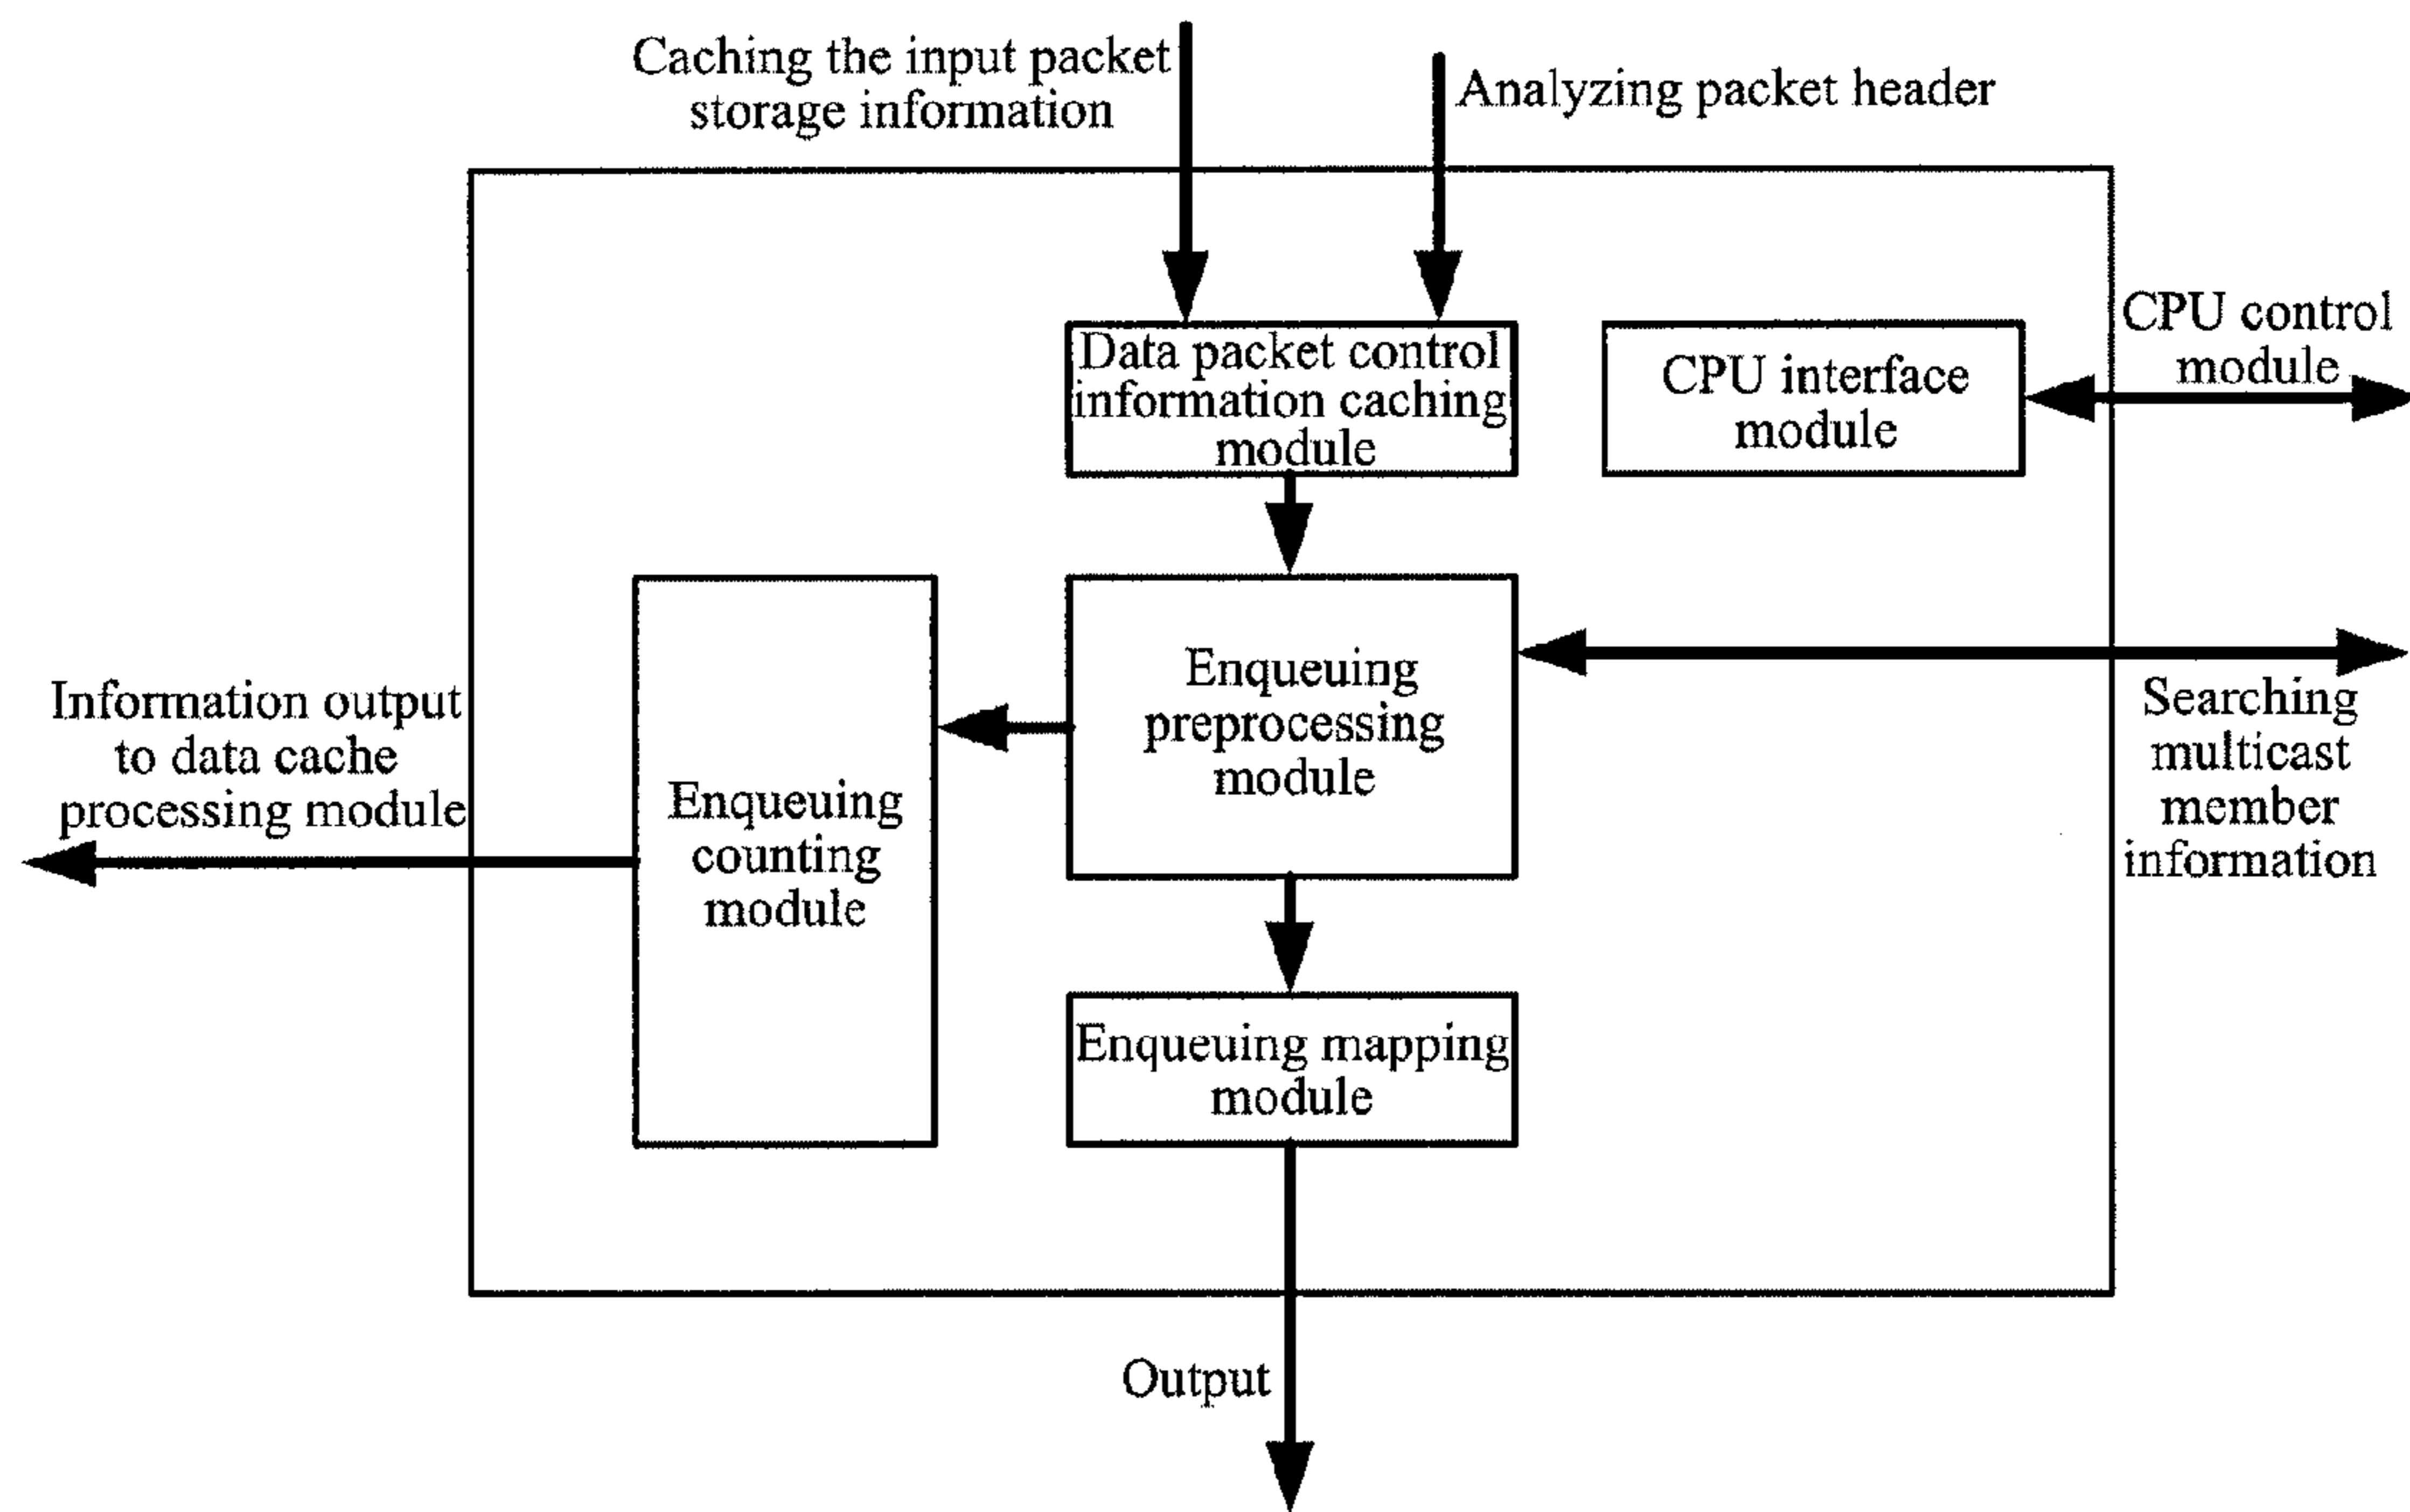 Caching the input packet
storage information
Analyzing packet header
Data packet control
information caching
module
CPU interface
module
CPU control
module
Enqueuing
preprocessing
module
Searching
multicast
member
information
Information output
to data cache
processing module
Enqueuing
counting
module
Enqueuing mapping
module
Output